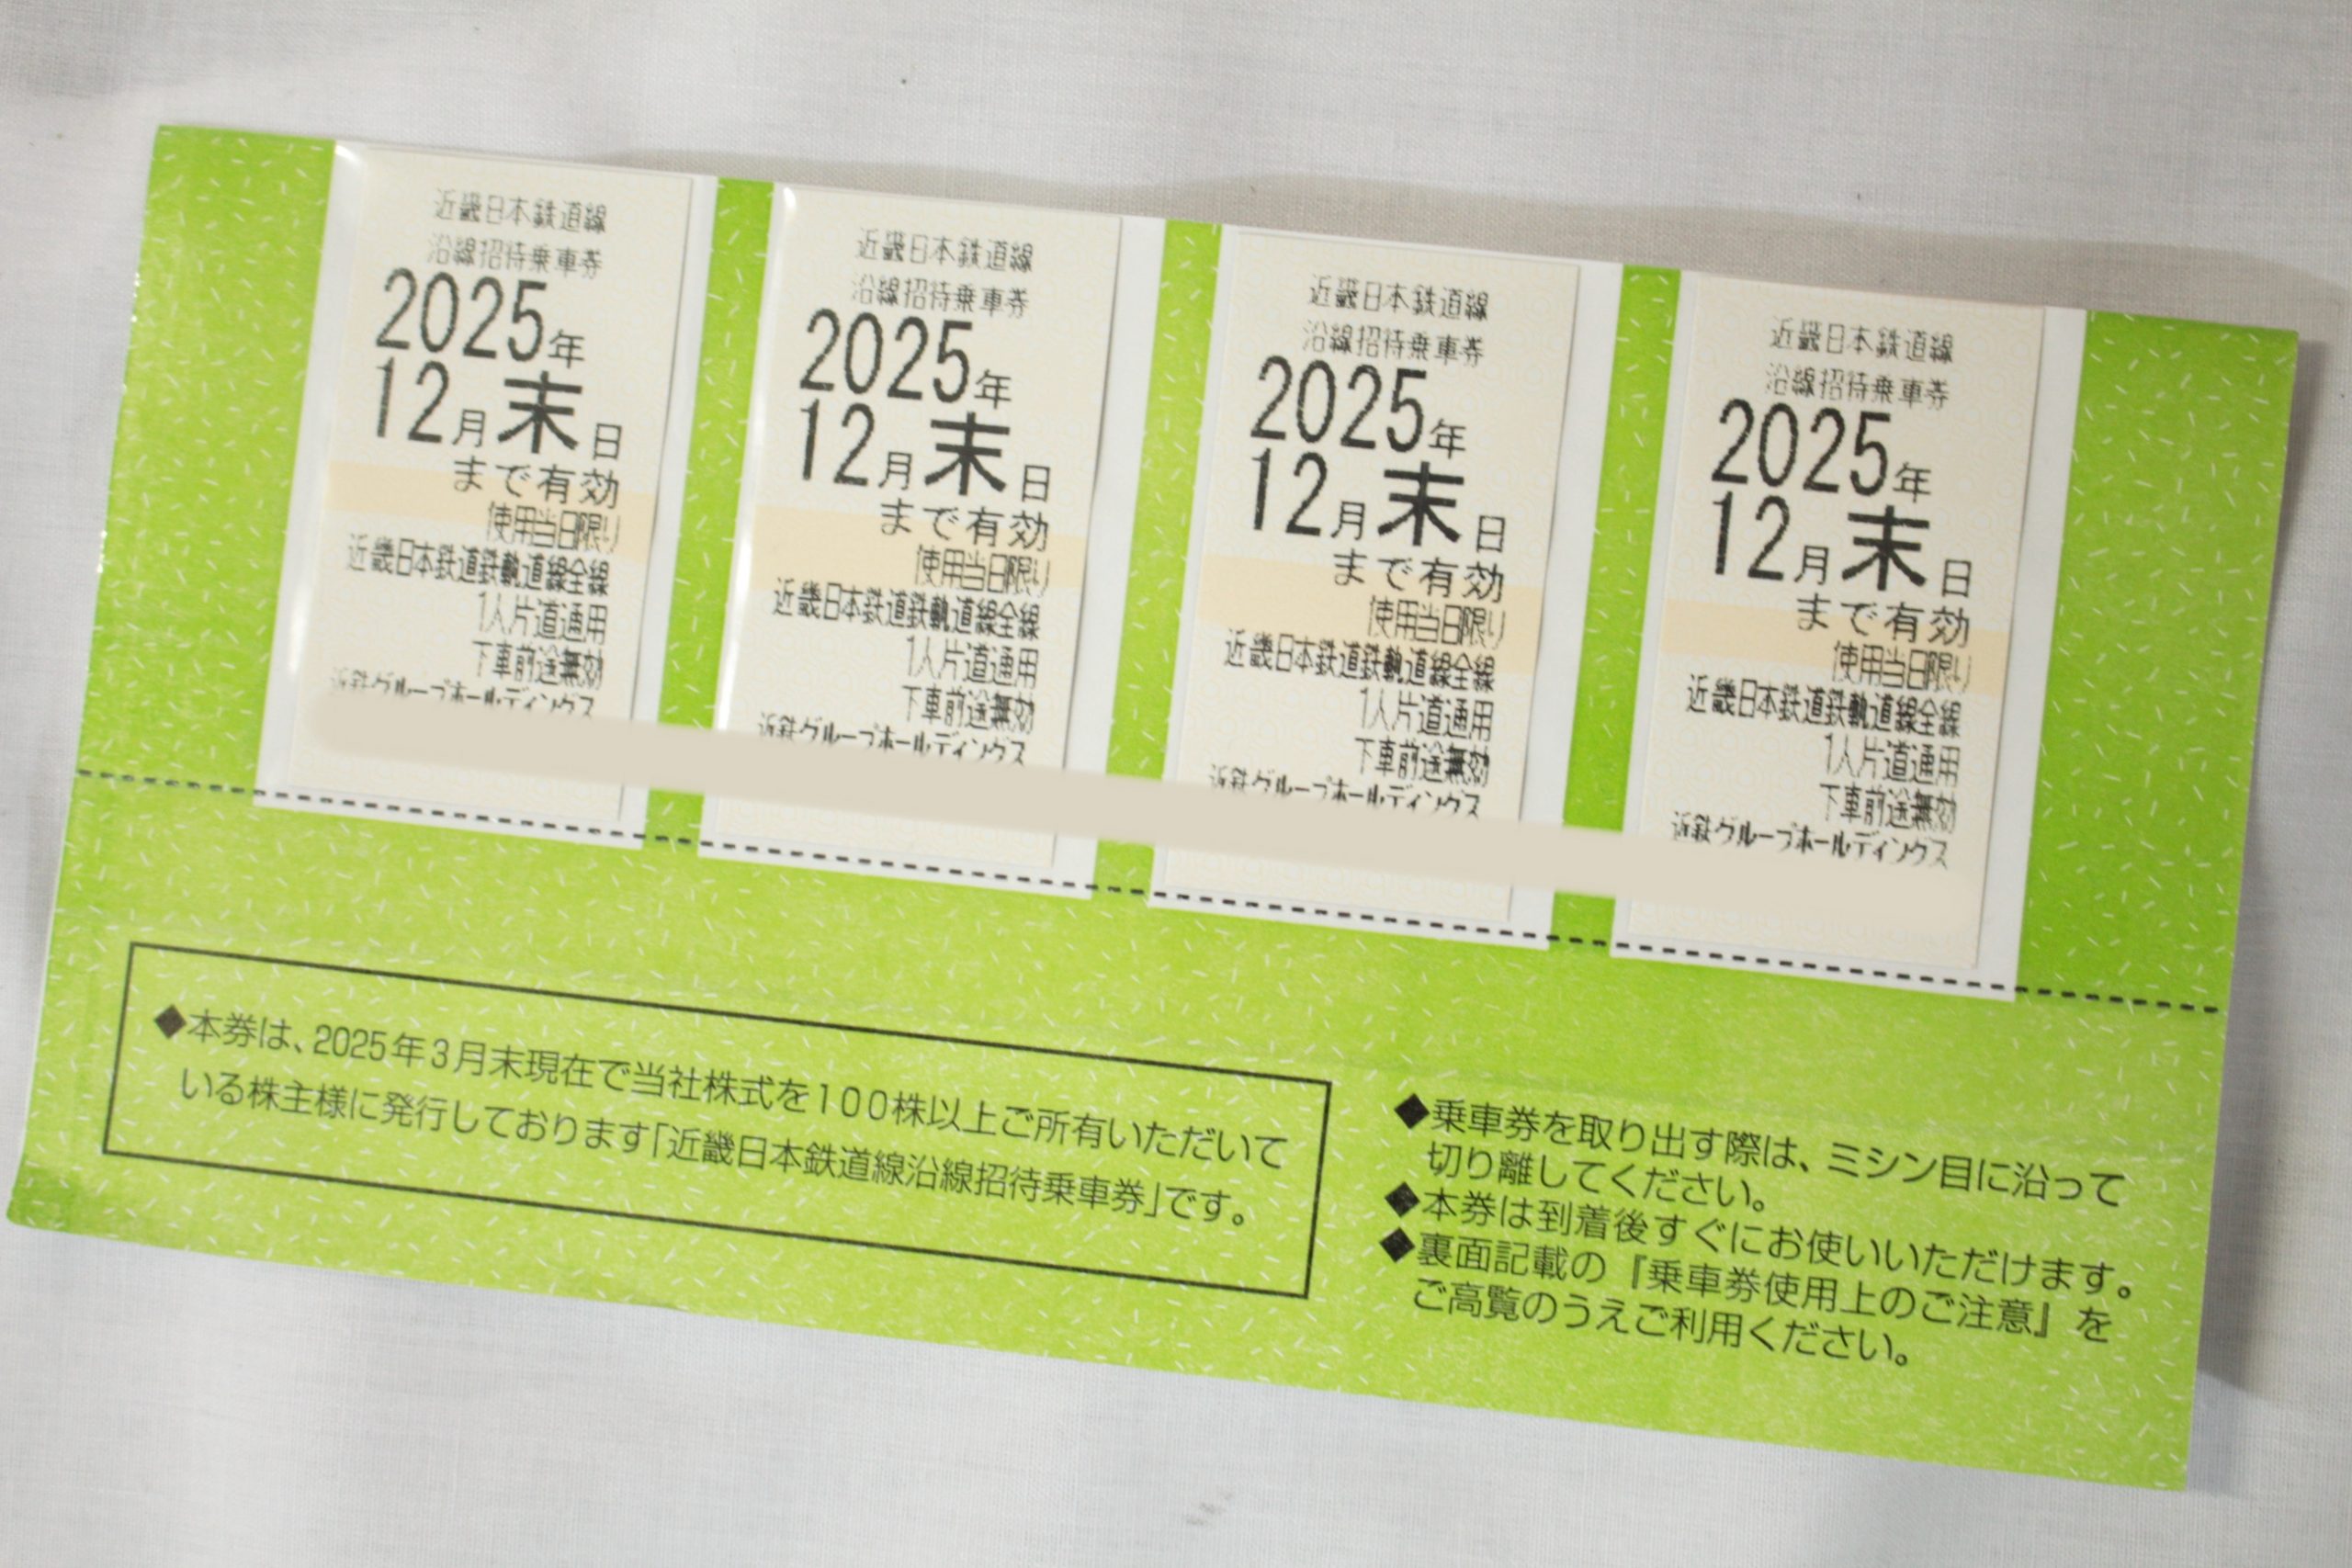 近畿日本鉄道線
沿線招待乗車券
2025年
12月末日
まで有効
使用当日限り
近畿日本鉄道鉄軌道線全線
1人片道通用
下車前途無効
近鉄グループホールディングス
近畿日本鉄道線
沿線招待乗車券
2025年
12月末日
まで有効
使用当日限り
近畿日本鉄道鉄軌道線全線
1人片道通用
下車前途無効
近鉄グループホールディングス
近畿日本鉄道線
沿線招待乗車券
2025年
12月末日
まで有効
使用当日限り
近畿日本鉄道鉄軌道線全線
1人片道通用
下車前途無効
近鉄グループホールディングス
近畿日本鉄道線
沿線招待乗車券
2025年
12月末日
まで有効
使用当日限り
近畿日本鉄道鉄軌道線全線
1人片道通用
下車前途無効
近鉄グループホールディングス
◆本券は、2025年3月末現在で当社株式を100株以上ご所有いただいて
いる株主様に発行しております「近畿日本鉄道線沿線招待乗車券」です。
◆乗車券を取り出す際は、ミシン目に沿って
切り離してください。
◆本券は到着後すぐにお使いいただけます。
◆裏面記載の『乗車券使用上のご注意』を
ご高覧のうえご利用ください。